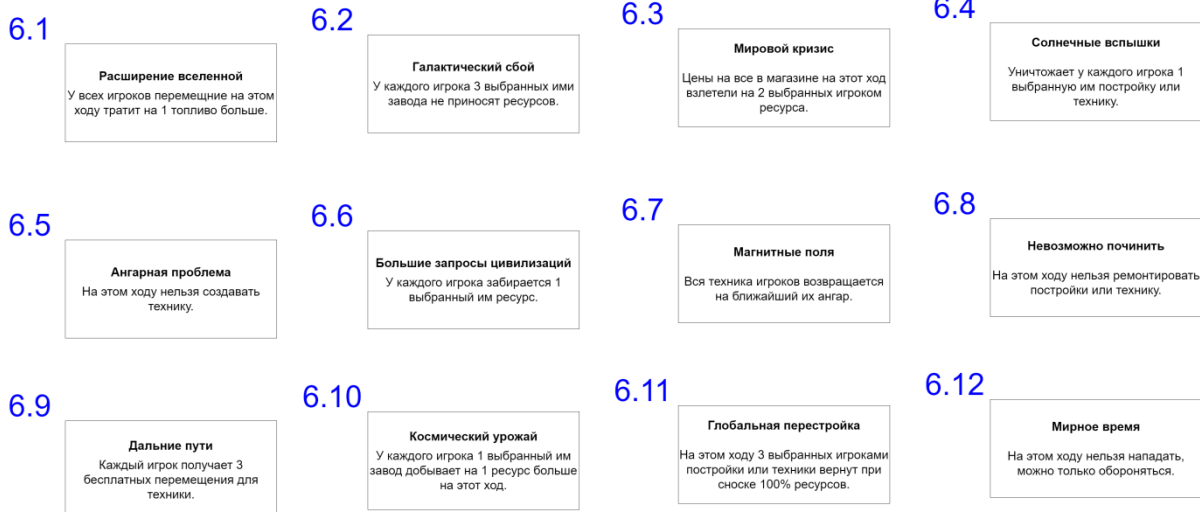 6.1
Расширение вселенной
У всех игроков перемещние на этом
ходу тратит на 1 топливо больше.
6.2
Галактический сбой
У каждого игрока 3 выбранных ими
завода не приносят ресурсов.
6.3
Мировой кризис
Цены на все в магазине на этот ход
взлетели на 2 выбранных игроком
ресурса.
6.4
Солнечные вспышки
Уничтожает у каждого игрока 1
выбранную им постройку или
технику.
6.5
Ангарная проблема
На этом ходу нельзя создавать
технику.
6.6
Большие запросы цивилизаций
У каждого игрока забирается 1
выбранный им ресурс.
6.7
Магнитные поля
Вся техника игроков возвращается
на ближайший их ангар.
6.8
Невозможно починить
На этом ходу нельзя ремонтировать
постройки или технику.
6.9
Дальние пути
Каждый игрок получает 3
бесплатных перемещения для
техники.
6.10
Космический урожай
У каждого игрока 1 выбранный им
завод добывает на 1 ресурс больше
на этот ход.
6.11
Глобальная перестройка
На этом ходу 3 выбранных игроками
постройки или техники вернут при
сноске 100% ресурсов.
6.12
Мирное время
На этом ходу нельзя нападать,
можно только обороняться.